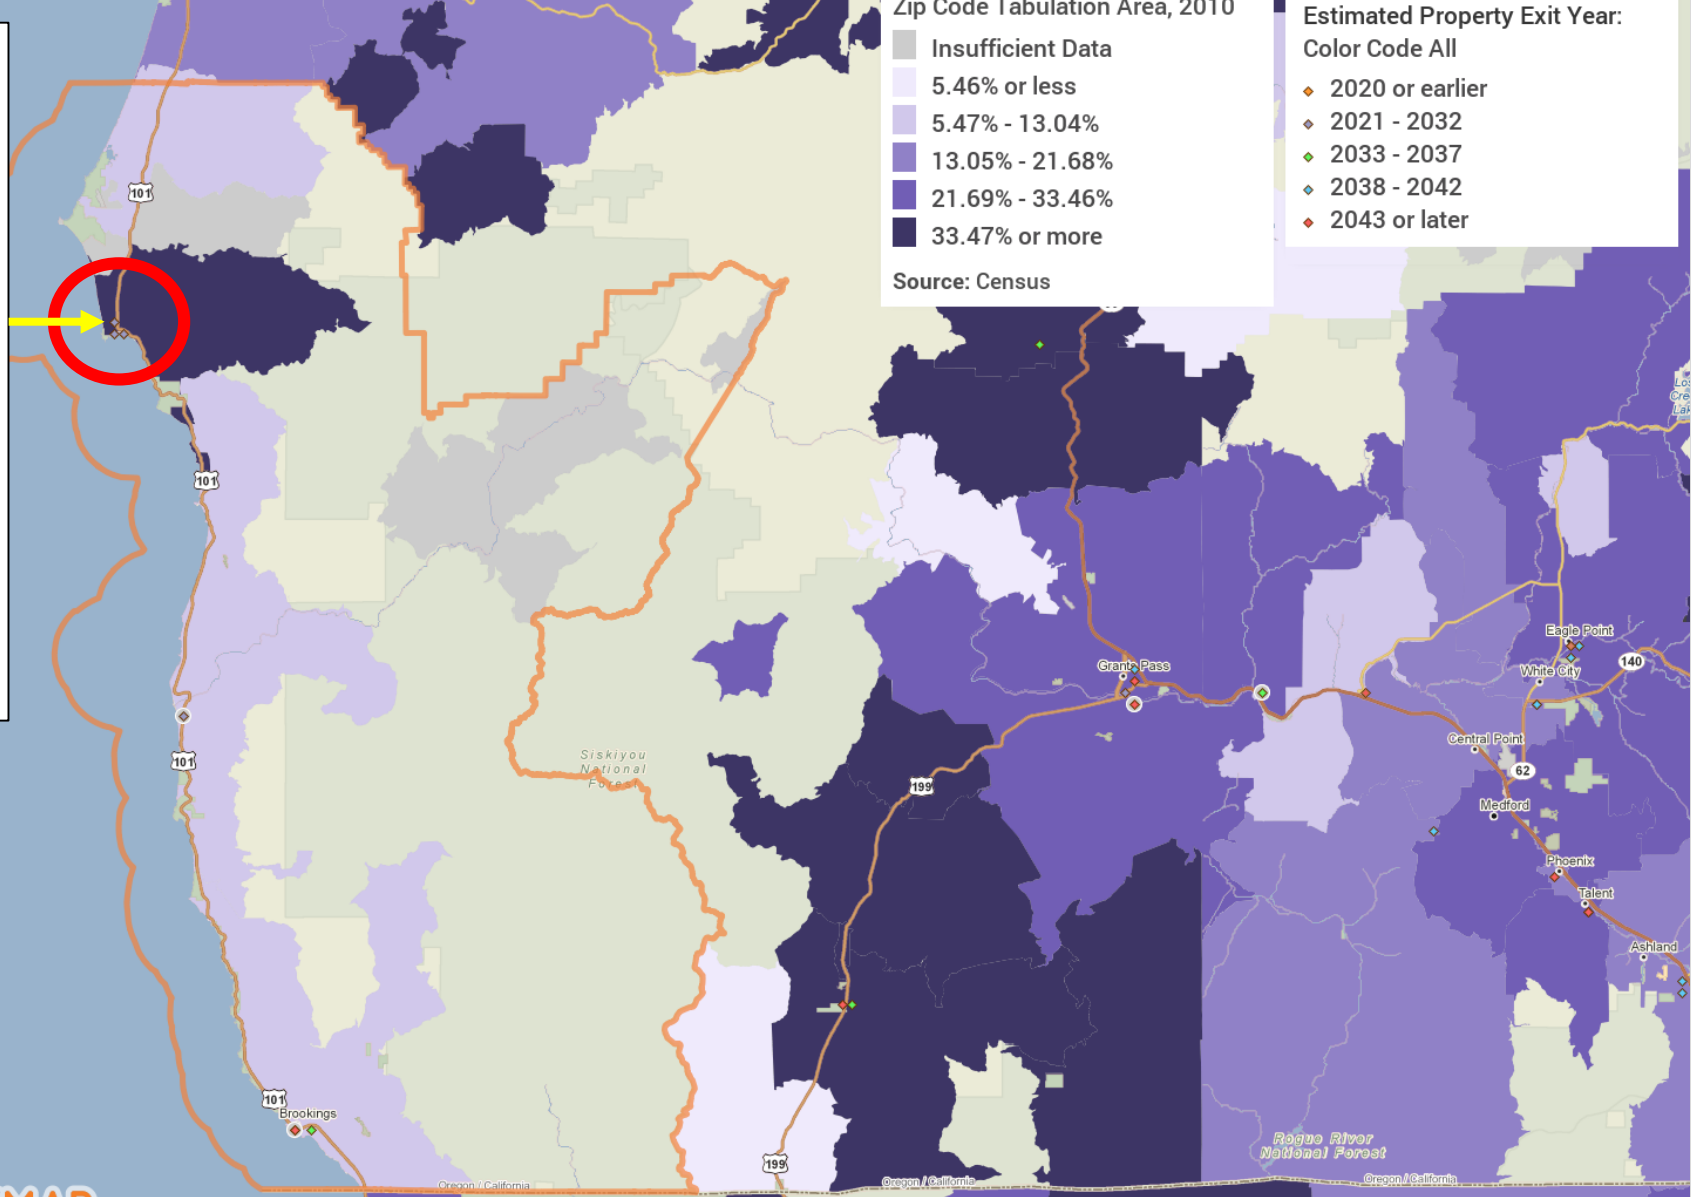 Zip Code Tabulation Area, 2010
Insufficient Data
5.46% or less
5.47% - 13.04%
13.05% - 21.68%
21.69% - 33.46%
33.47% or more
Source: Census
Estimated Property Exit Year:
Color Code All
2020 or earlier
2021 - 2032
2033 - 2037
2038 - 2042
2043 or later
101
101
101
101
Brookings
Siskiyou
National
Forest
199
199
Grants Pass
Eagle Point
White City
140
Central Point
62
Medford
Phoenix
Talent
Ashland
Rogue River
National Forest
Oregon / California
Oregon / California
Oregon / California
MAP